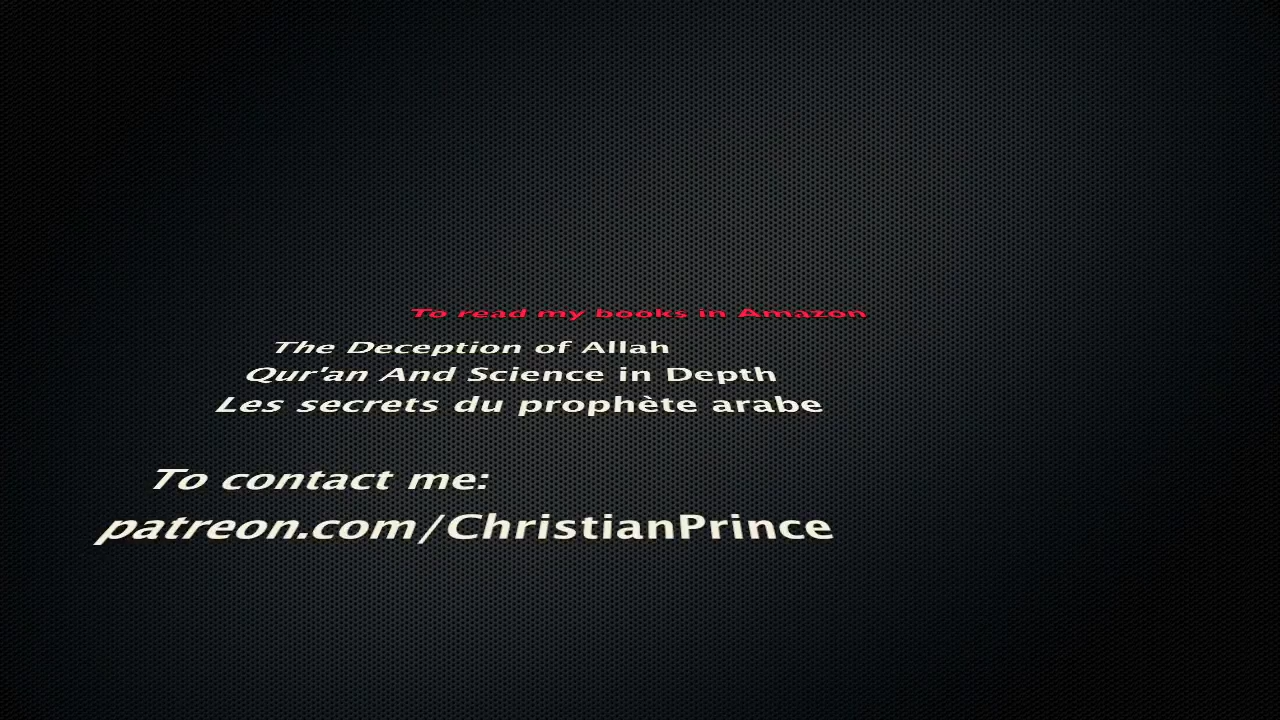 To read my books in Amazon
The Deception of Allah
Qur'an And Science in Depth
Les secrets du prophète arabe
To contact me:
patreon.com/ChristianPrince